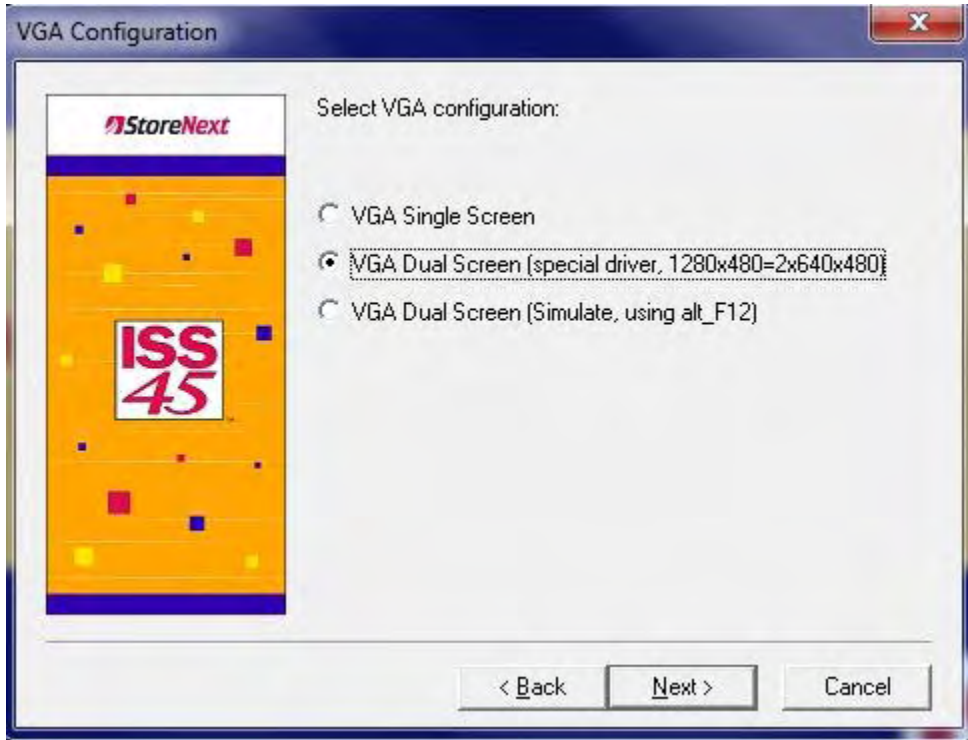 VGA Configuration
StoreNext
Select VGA configuration:
VGA Single Screen
VGA Dual Screen (special driver, 1280x480=2x640x480)
VGA Dual Screen (Simulate, using alt_F12)
ISS
45
< Back
Next >
Cancel